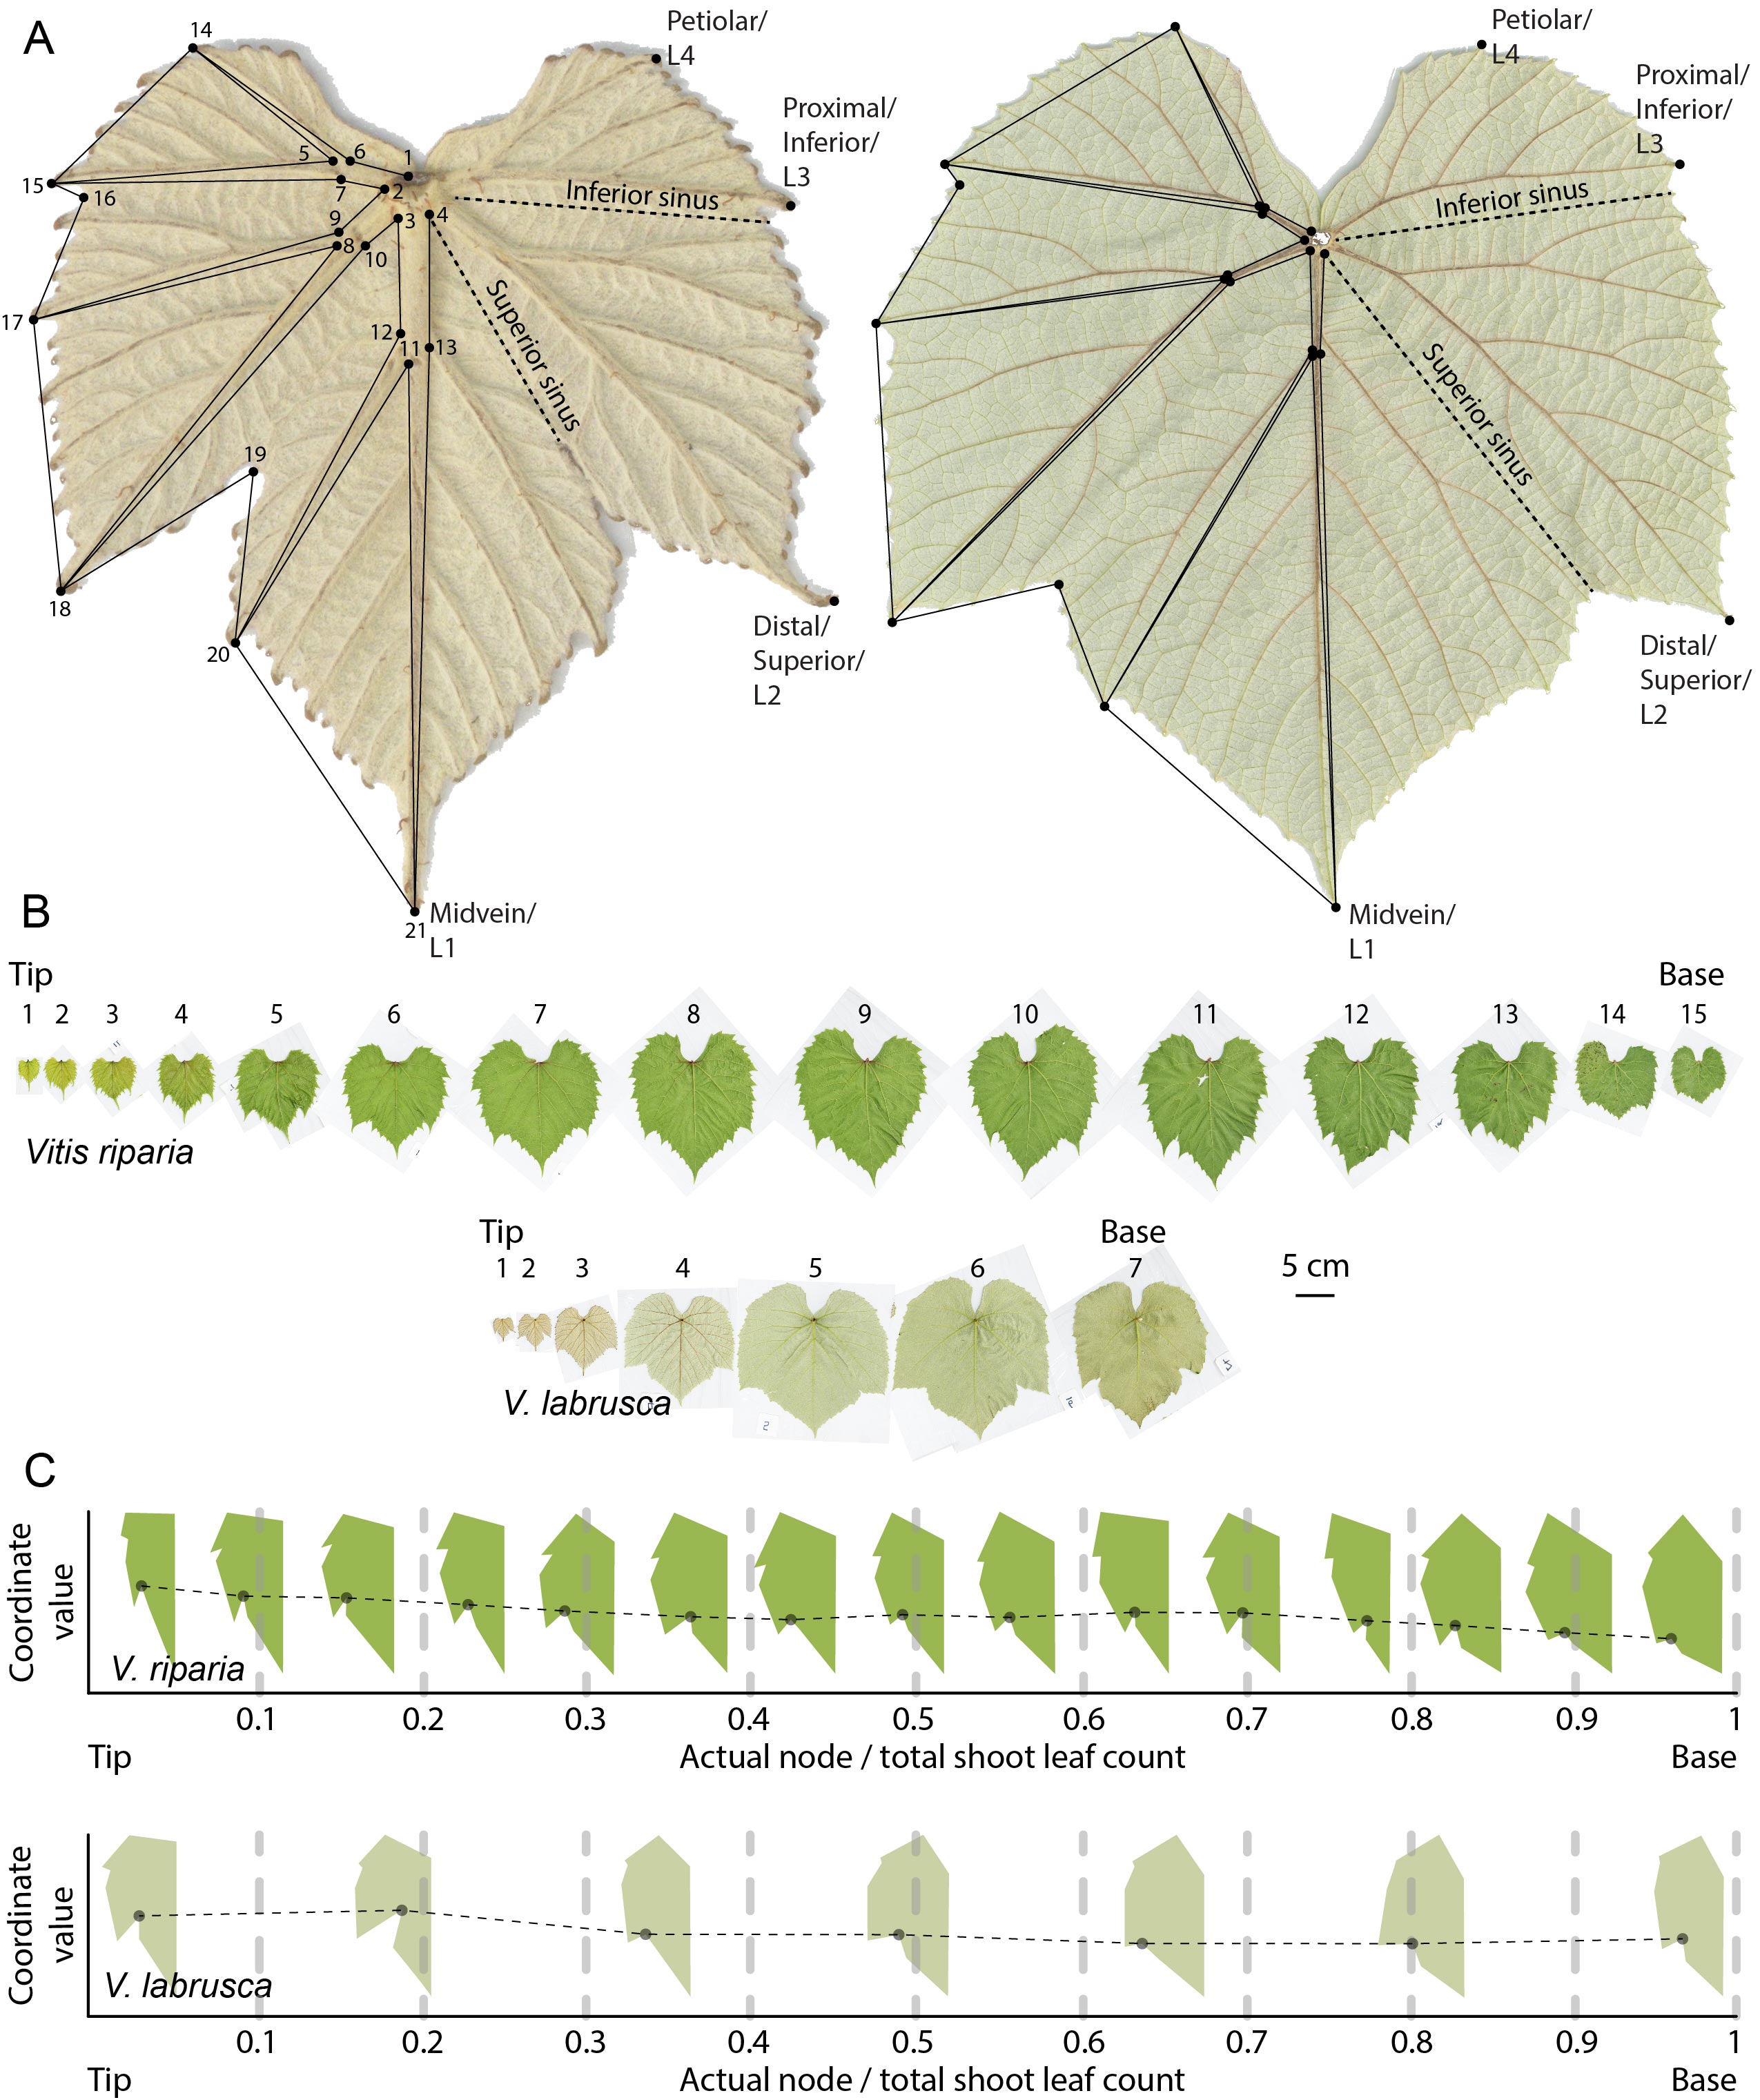 A
14
5
6
1
15
7
2
16
9
3
4
8
10
17
12
11
13
19
18
20
21
Petiolar/
L4
Proximal/
Inferior/
L3
Inferior sinus
Superior sinus
Distal/
Superior/
L2
Midvein/
L1
Petiolar/
L4
Proximal/
Inferior/
L3
Inferior sinus
Superior sinus
Distal/
Superior/
L2
Midvein/
L1
B
Tip
Base
1 2 3 4 5 6 7 8 9 10 11 12 13 14 15
Vitis riparia
Tip
Base
1 2 3 4 5 6 7
5 cm
V. labrusca
C
Coordinate
value
V. riparia
0.1 0.2 0.3 0.4 0.5 0.6 0.7 0.8 0.9 1
Tip
Actual node / total shoot leaf count
Base
Coordinate
value
V. labrusca
0.1 0.2 0.3 0.4 0.5 0.6 0.7 0.8 0.9 1
Tip
Actual node / total shoot leaf count
Base